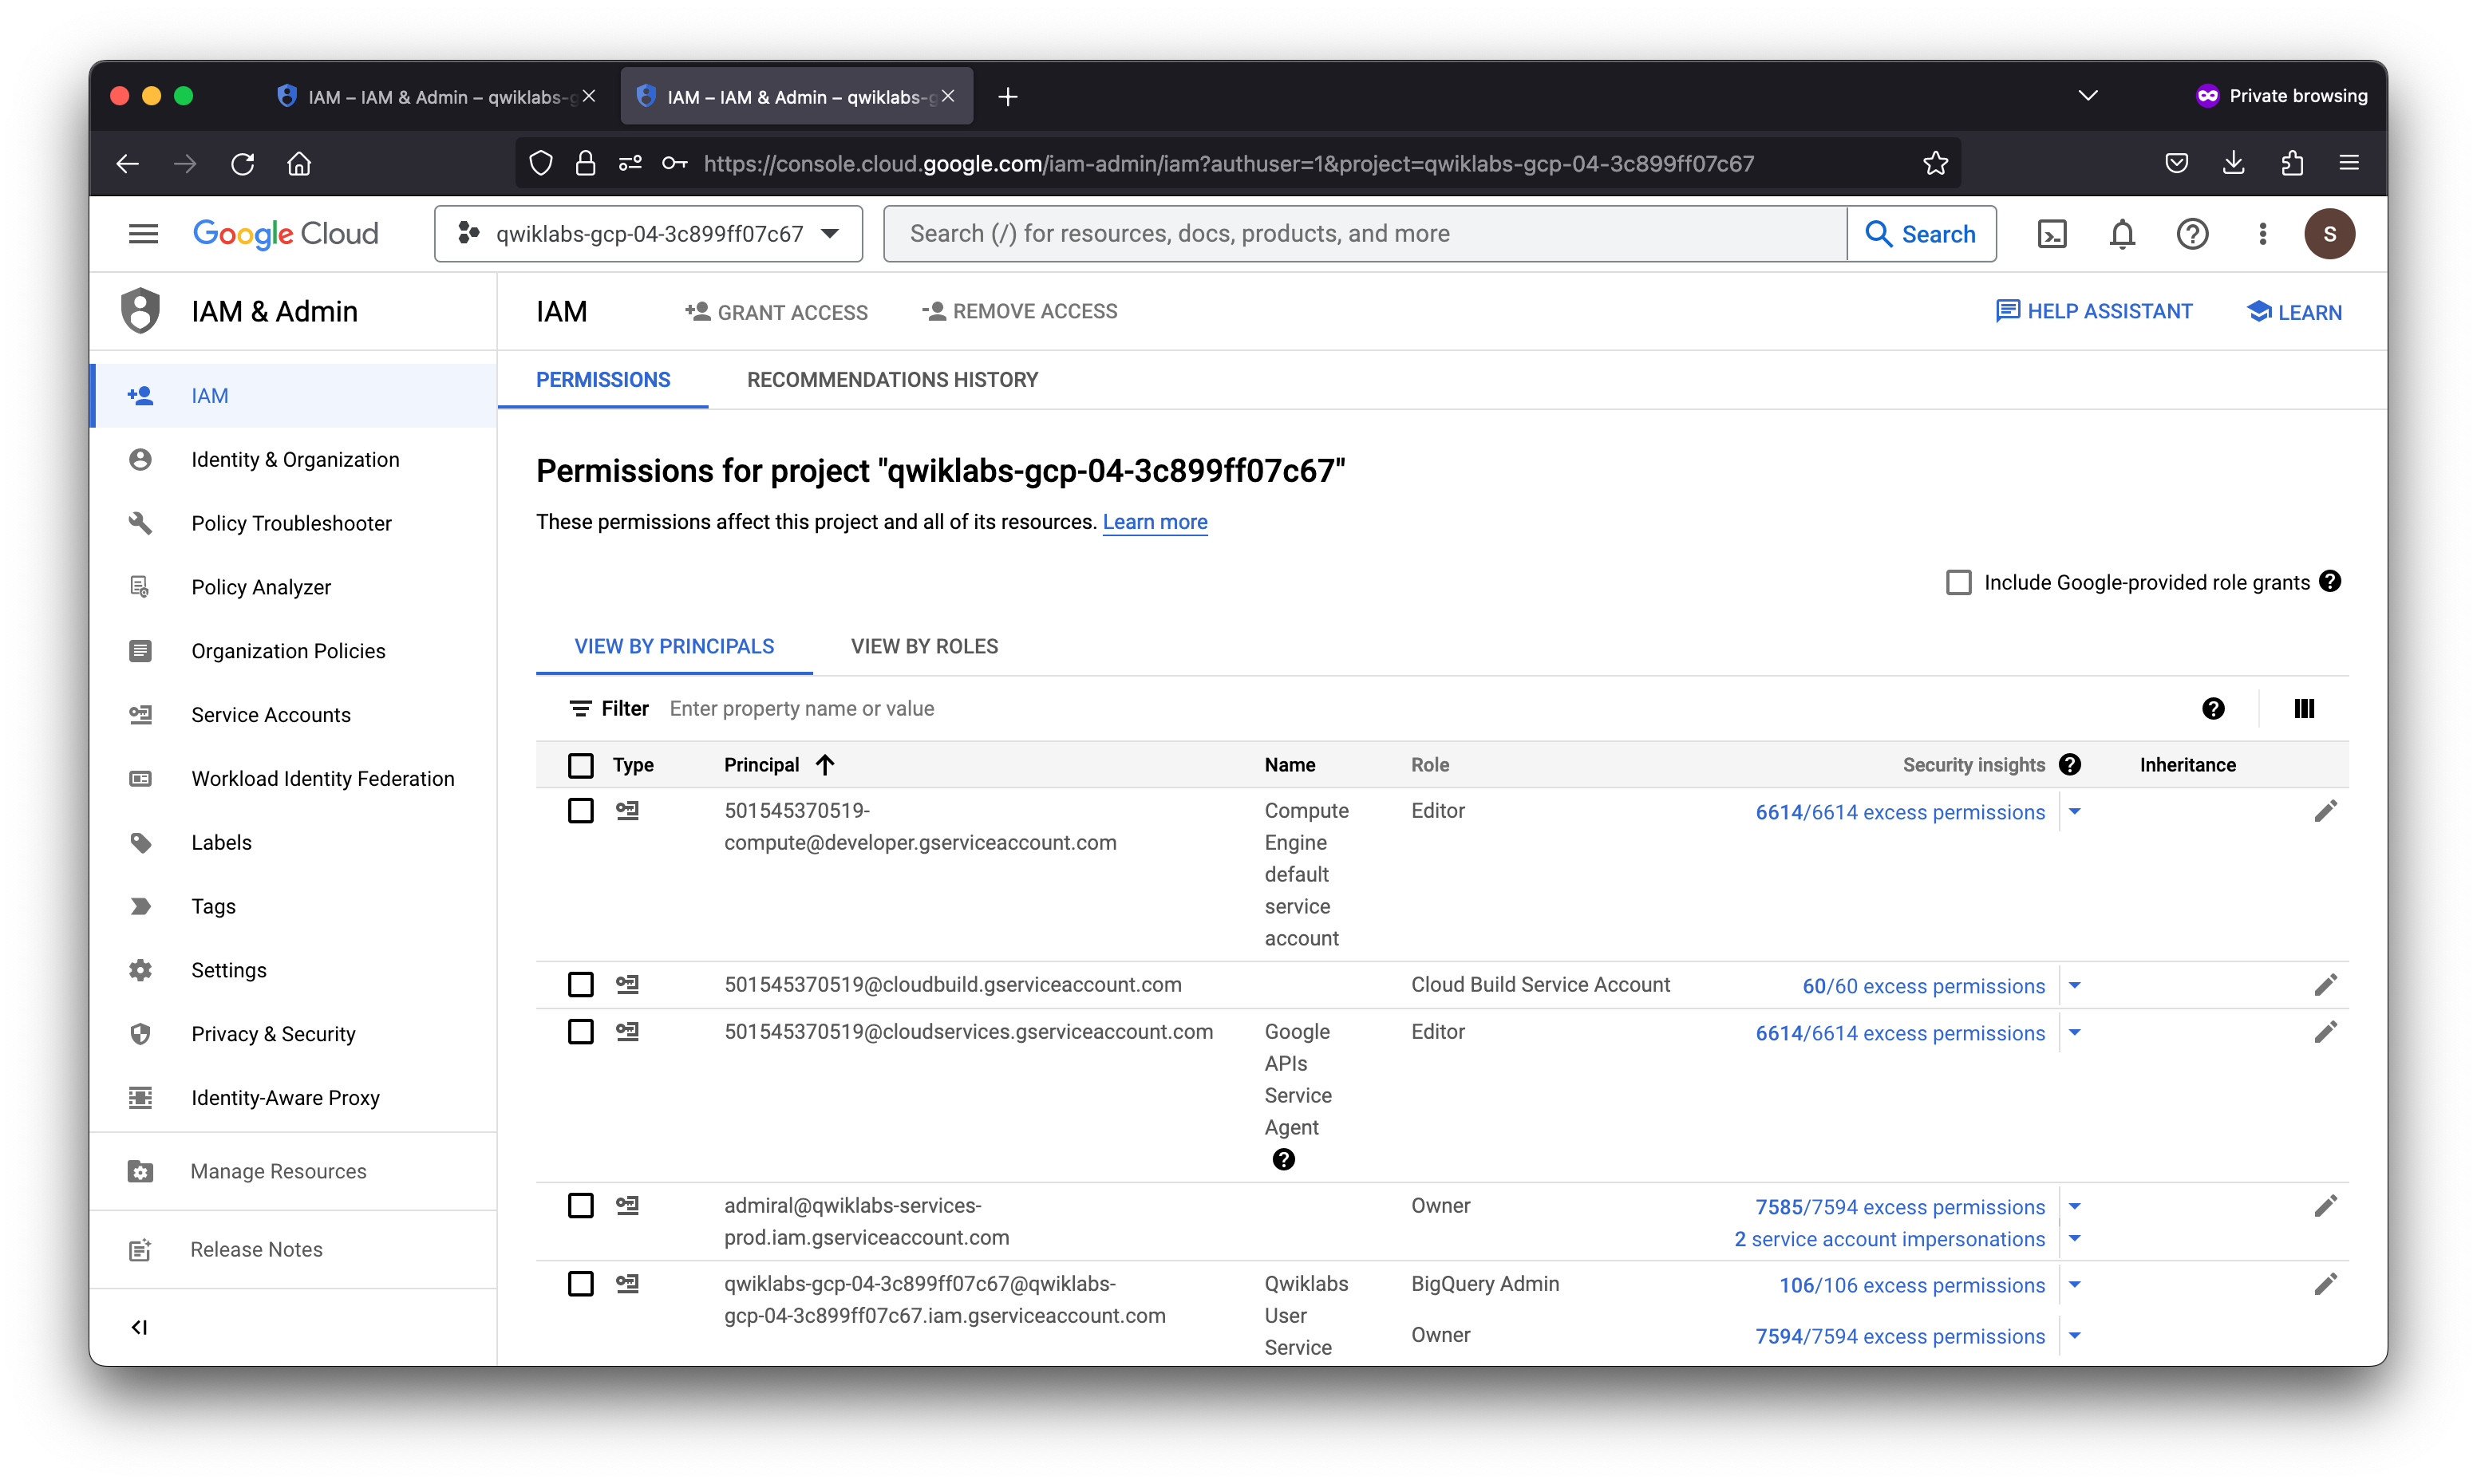 IAM – IAM & Admin – qwiklabs-g
IAM – IAM & Admin – qwiklabs-g
Private browsing
https://console.cloud.google.com/iam-admin/iam?authuser=1&project=qwiklabs-gcp-04-3c899ff07c67
Google Cloud
qwiklabs-gcp-04-3c899ff07c67
Search (/) for resources, docs, products, and more
Search
S
IAM & Admin
IAM
GRANT ACCESS
REMOVE ACCESS
HELP ASSISTANT
LEARN
IAM
Identity & Organization
Policy Troubleshooter
Policy Analyzer
Organization Policies
Service Accounts
Workload Identity Federation
Labels
Tags
Settings
Privacy & Security
Identity-Aware Proxy
Manage Resources
Release Notes
PERMISSIONS
RECOMMENDATIONS HISTORY
Permissions for project "qwiklabs-gcp-04-3c899ff07c67"
These permissions affect this project and all of its resources. Learn more
Include Google-provided role grants
VIEW BY PRINCIPALS
VIEW BY ROLES
Filter
Enter property name or value
Type
Principal
Name
Role
Security insights
Inheritance
501545370519-
compute@developer.gserviceaccount.com
Compute
Engine
default
service
account
Editor
6614/6614 excess permissions
501545370519@cloudbuild.gserviceaccount.com
Cloud Build Service Account
60/60 excess permissions
501545370519@cloudservices.gserviceaccount.com
Google
APIs
Service
Agent
Editor
6614/6614 excess permissions
admiral@qwiklabs-services-
prod.iam.gserviceaccount.com
Owner
7585/7594 excess permissions
2 service account impersonations
qwiklabs-gcp-04-3c899ff07c67@qwiklabs-
gcp-04-3c899ff07c67.iam.gserviceaccount.com
Qwiklabs
User
Service
BigQuery Admin
106/106 excess permissions
Owner
7594/7594 excess permissions